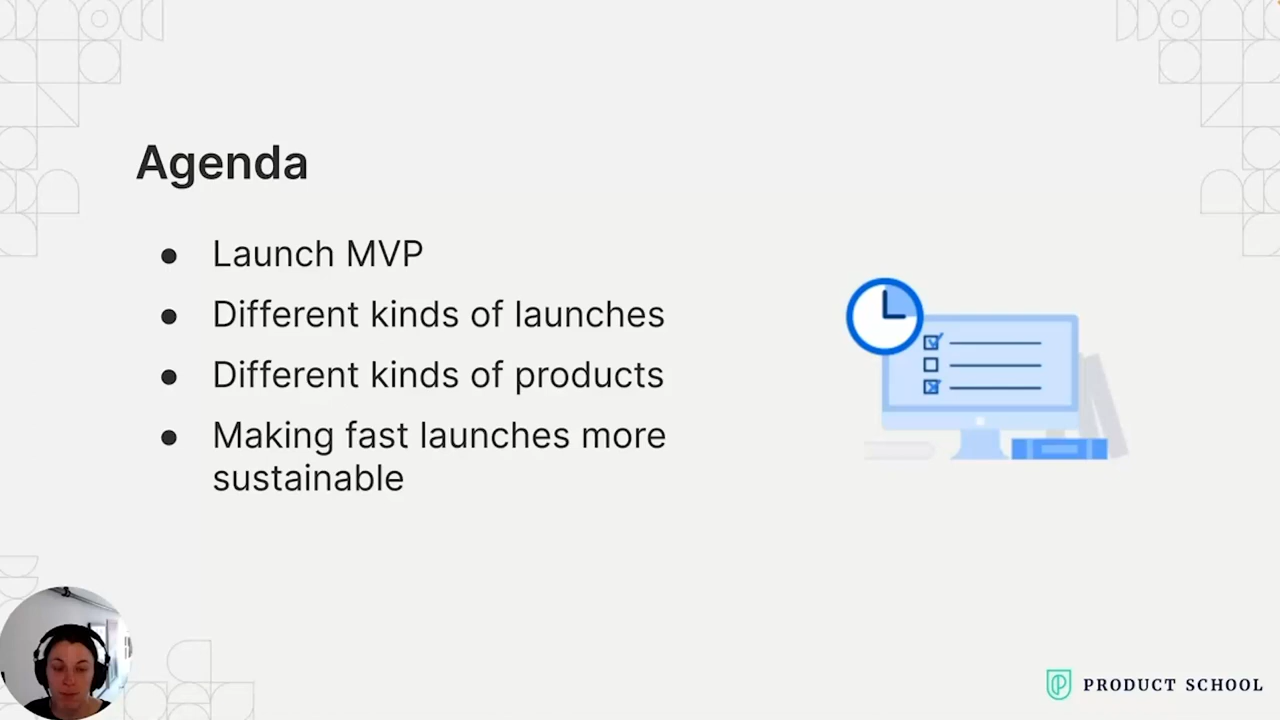 Agenda
● Launch MVP
● Different kinds of launches
● Different kinds of products
● Making fast launches more
sustainable
PRODUCT SCHOOL